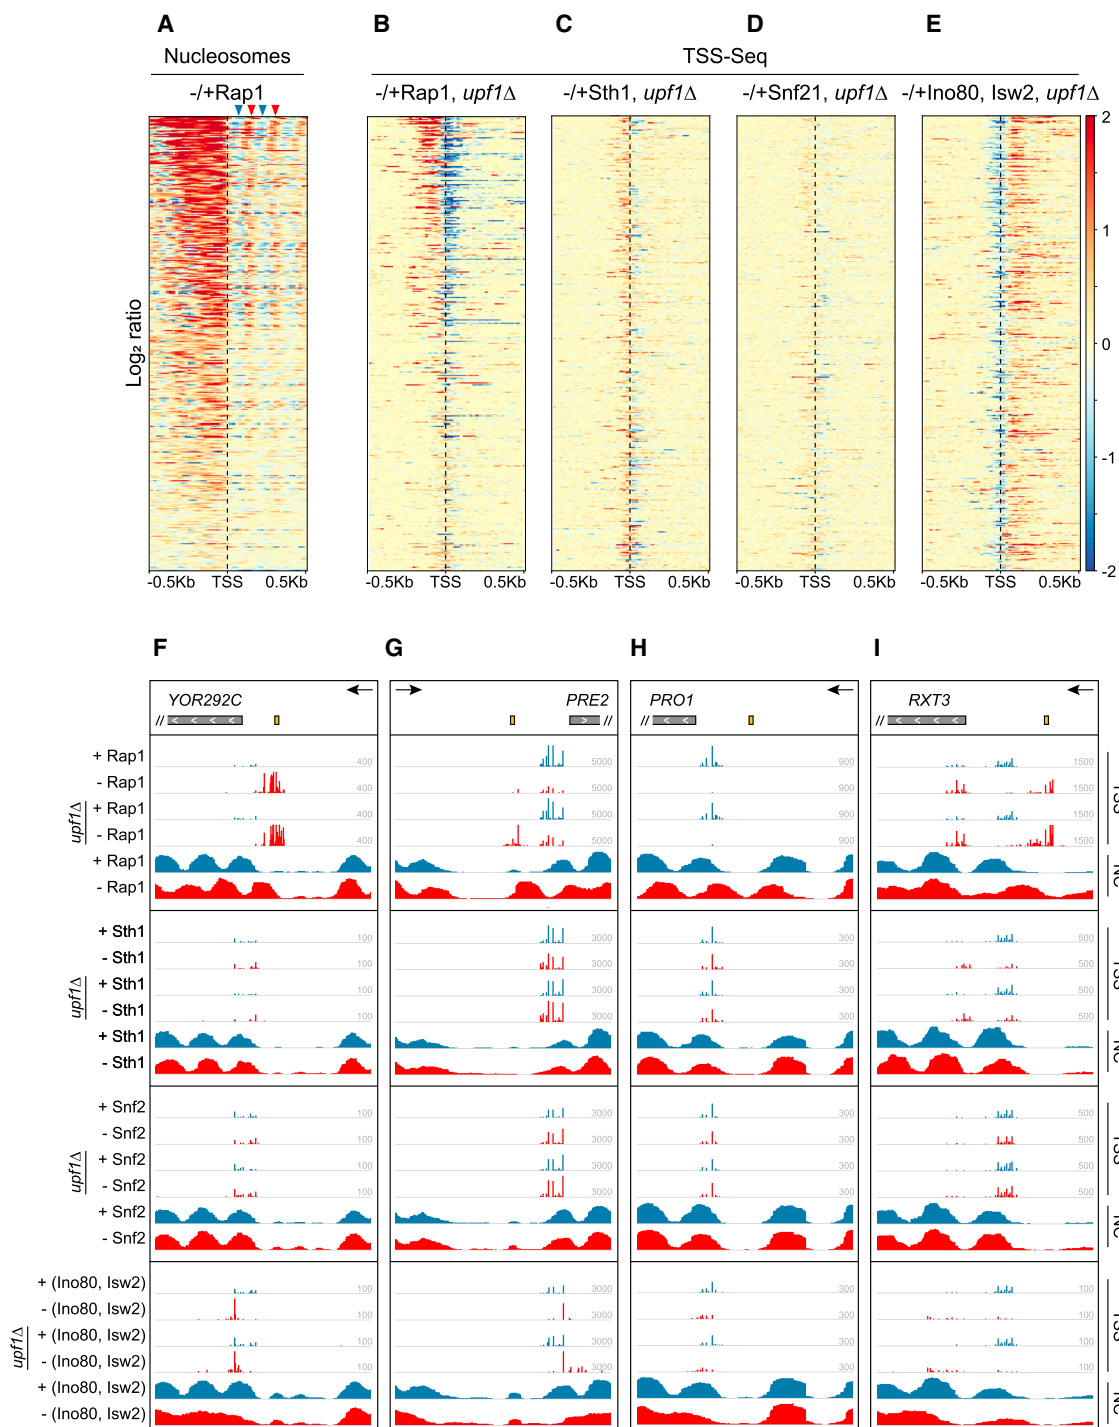 A B C D E
Nucleosomes TSS-Seq
-/+Rap1 -/+Rap1, upf1Δ -/+Sth1, upf1Δ -/+Snf21, upf1Δ -/+Ino80, Isw2, upf1Δ
Log₂ ratio
2
1
0
-1
-2
-0.5Kb TSS 0.5Kb -0.5Kb TSS 0.5Kb -0.5Kb TSS 0.5Kb -0.5Kb TSS 0.5Kb -0.5Kb TSS 0.5Kb
F G H I
YOR292C PRE2 PRO1 RXT3
// // // //
+ Rap1 400 5000 900 1500
- Rap1 400 5000 900 1500
upf1Δ
+ Rap1 400 5000 900 1500
- Rap1 400 5000 900 1500
+ Rap1
- Rap1
+ Sth1 100 3000 300 500
- Sth1 100 3000 300 500
upf1Δ
+ Sth1 100 3000 300 500
- Sth1 100 3000 300 500
+ Sth1
- Sth1
+ Snf2 100 3000 300 500
- Snf2 100 3000 300 500
upf1Δ
+ Snf2 100 3000 300 500
- Snf2 100 3000 300 500
+ Snf2
- Snf2
+ (Ino80, Isw2) 100 3000 300 100
- (Ino80, Isw2) 100 3000 300 100
upf1Δ
+ (Ino80, Isw2) 100 3000 300 100
- (Ino80, Isw2) 100 3000 300 100
+ (Ino80, Isw2)
- (Ino80, Isw2)